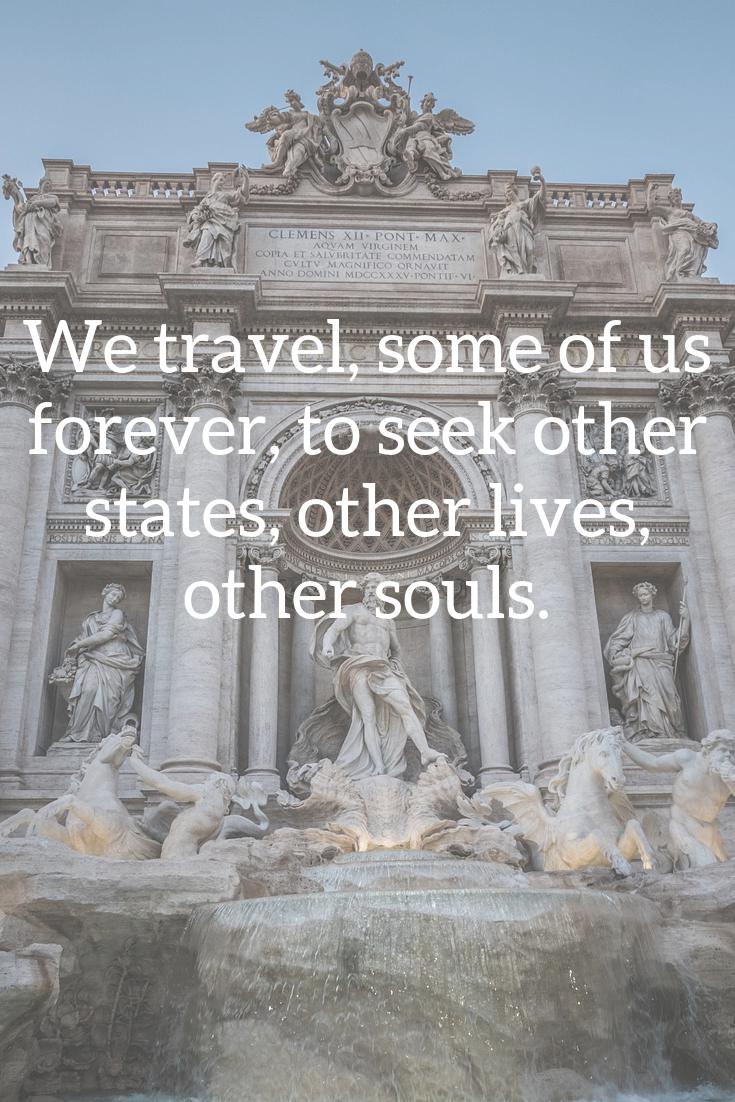 CLEMENS XII • PONT • MAX •
AQVAM VIRGINEM
COPIA ET SALVBRITATE COMMENDATAM
CVLTV MAGNIFICO ORNAVIT
ANNO DOMINI MDCCXXXV • PONTIF • VI •
We travel, some of us
forever, to seek other
states, other lives,
other souls.